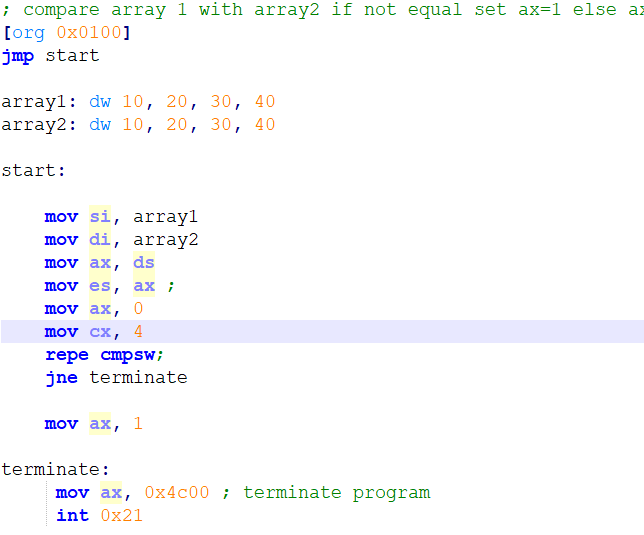 ; compare array 1 with array2 if not equal set ax=1 else ax
[org 0x0100]
jmp start
array1: dw 10, 20, 30, 40
array2: dw 10, 20, 30, 40
start:
mov si, array1
mov di, array2
mov ax, ds
mov es, ax ;
mov ax, 0
mov cx, 4
repe cmpsw;
jne terminate
mov ax, 1
terminate:
mov ax, 0x4c00 ; terminate program
int 0x21